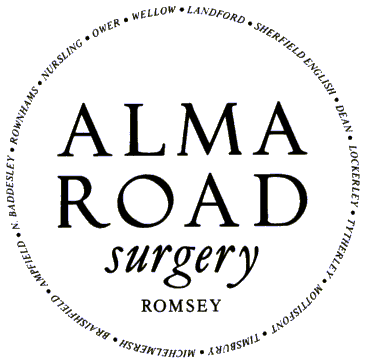 ALMA
ROAD
surgery
ROMSEY
N. BADDESLEY • ROWNHAMS • NURSLING • OWER • WELLOW • LANDFORD • SHERFIELD ENGLISH • DEAN • LOCKERLEY • TYTHERLEY • MOTTISFONT • TIMSBURY • MICHELMERSH • BRAISHFIELD • AMPFIELD •